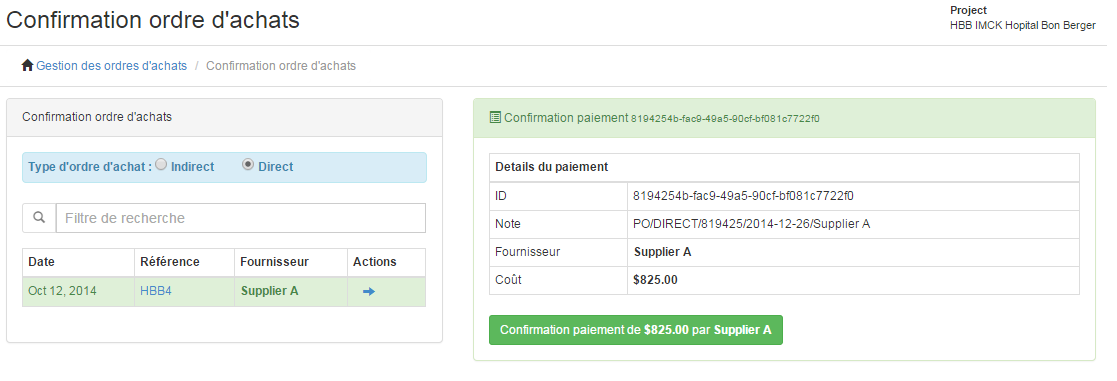 Confirmation ordre d'achats
Project
HBB IMCK Hopital Bon Berger
Gestion des ordres d'achats / Confirmation ordre d'achats
Confirmation ordre d'achats
Type d'ordre d'achat : Indirect Direct
Filtre de recherche
Date Référence Fournisseur Actions
Oct 12, 2014 HBB4 Supplier A
Confirmation paiement 8194254b-fac9-49a5-90cf-bf081c7722f0
Details du paiement
ID 8194254b-fac9-49a5-90cf-bf081c7722f0
Note PO/DIRECT/819425/2014-12-26/Supplier A
Fournisseur Supplier A
Coût $825.00
Confirmation paiement de $825.00 par Supplier A